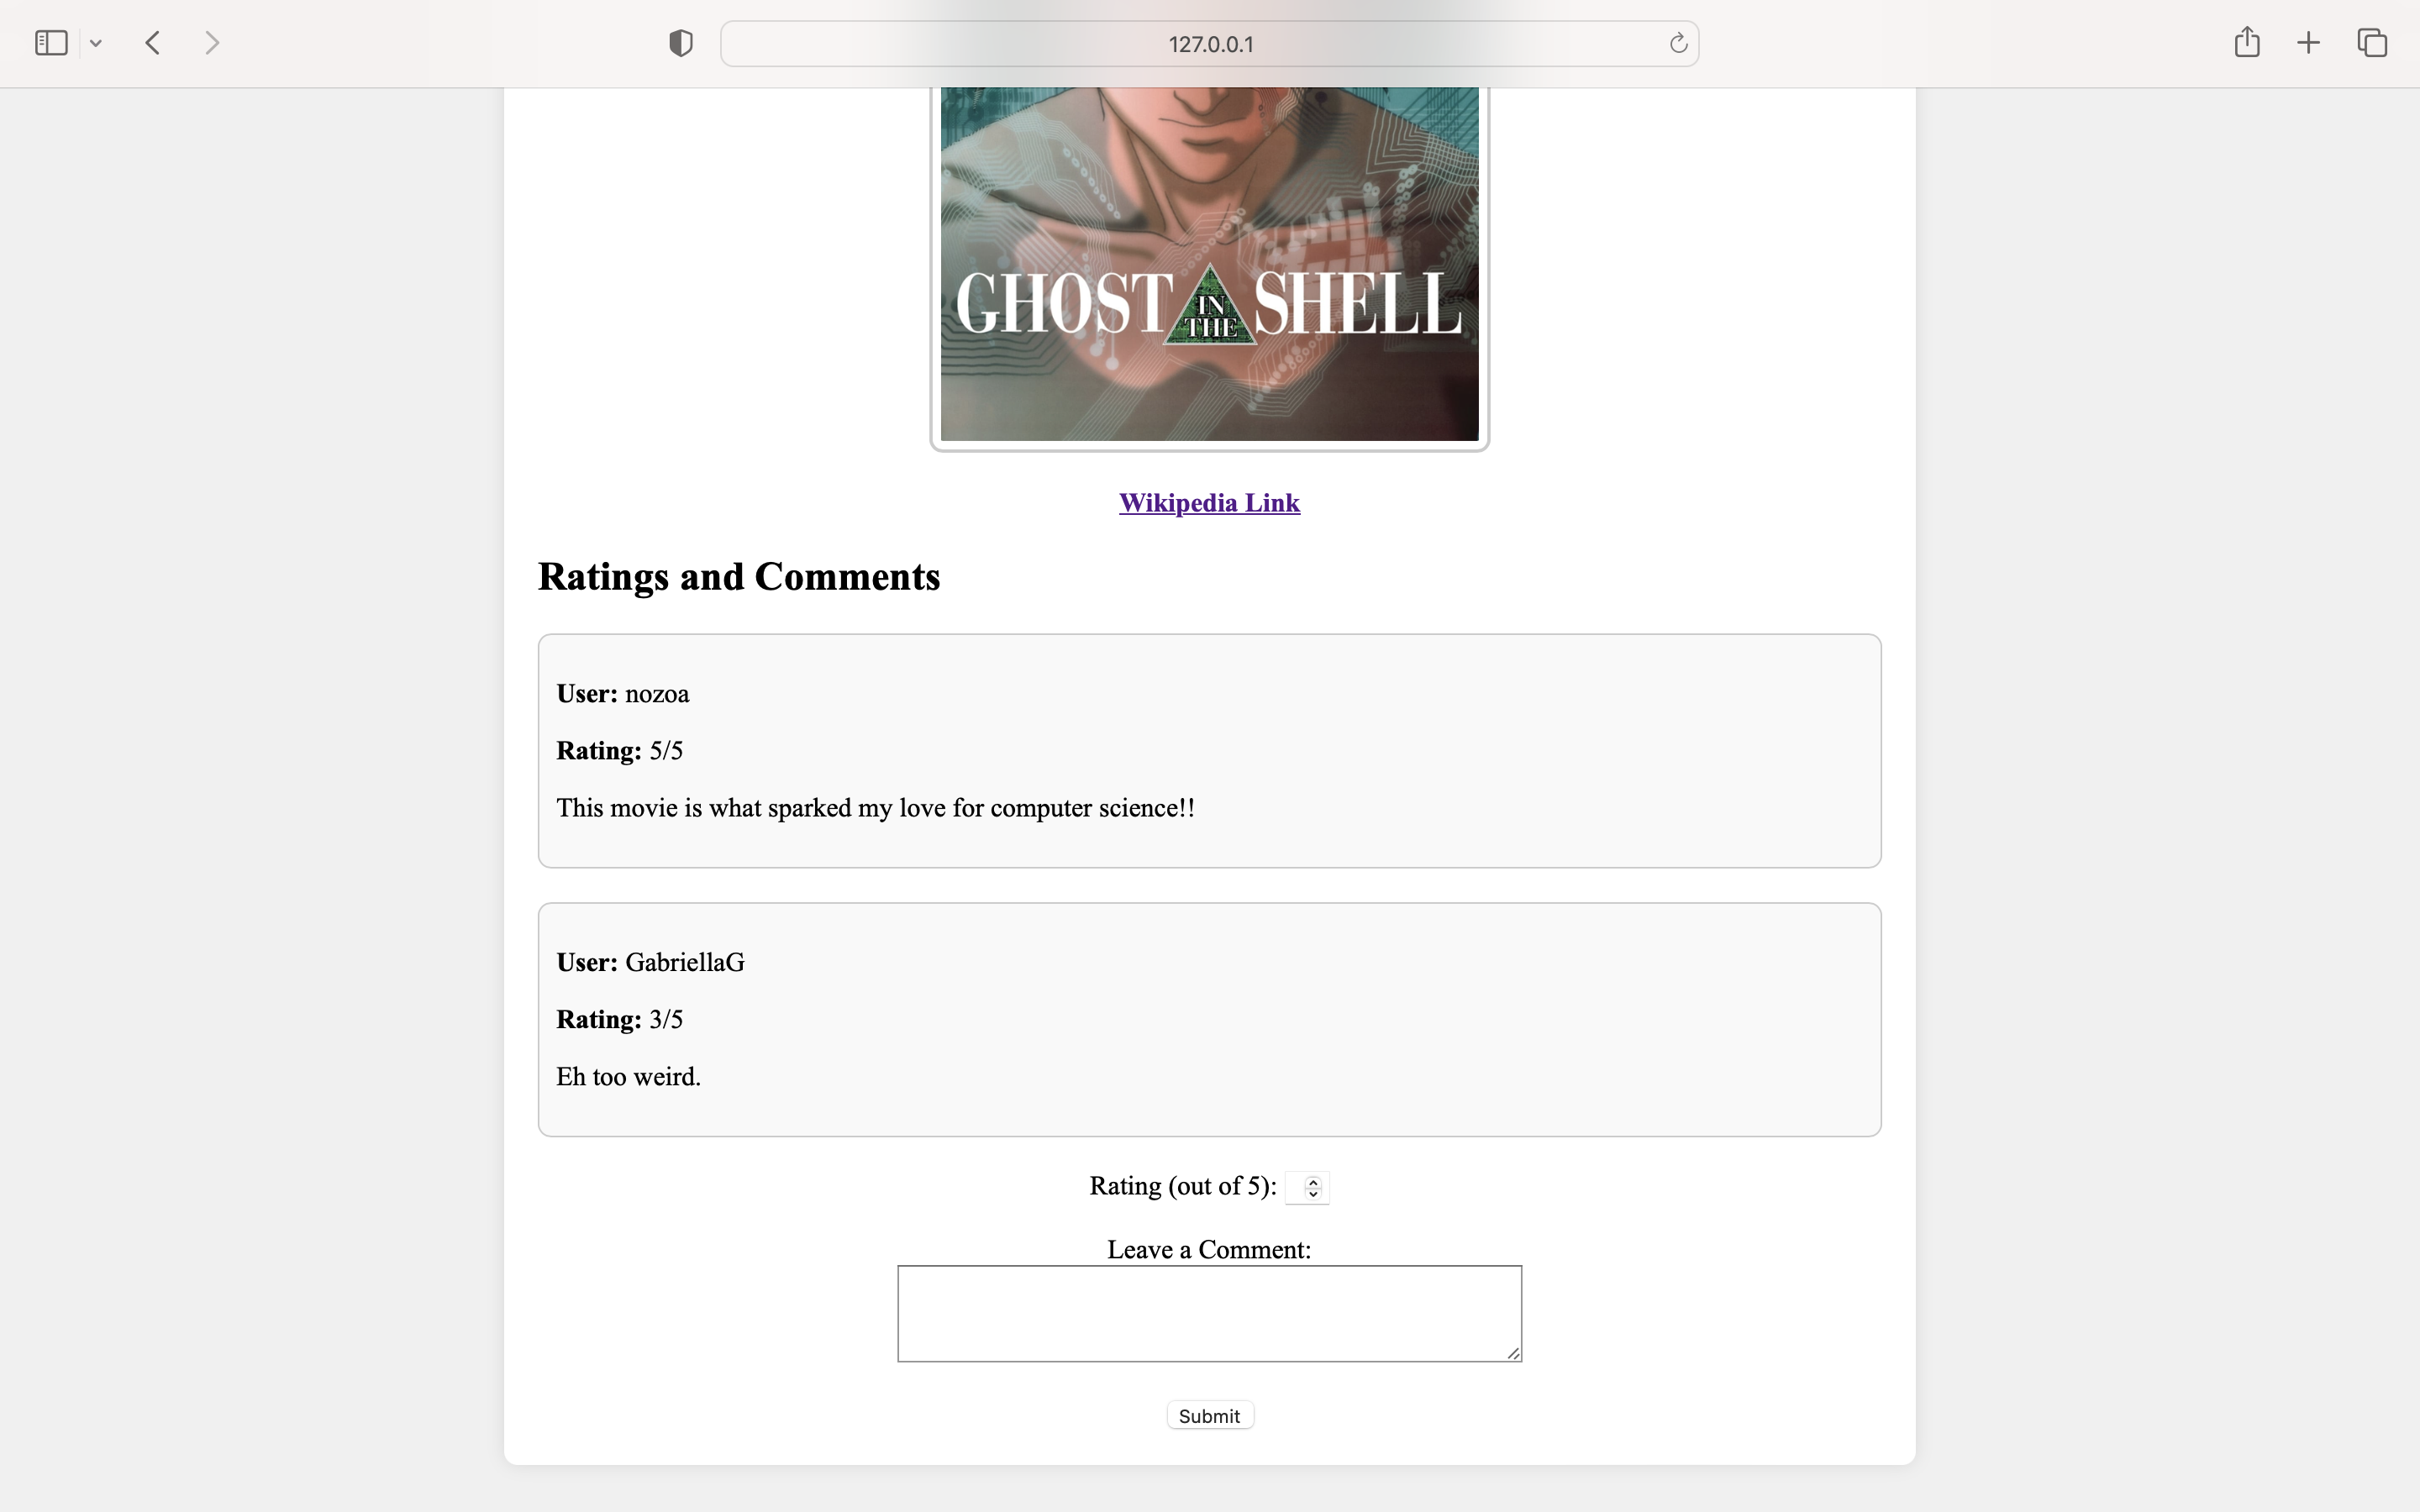 127.0.0.1
GHOST IN THE SHELL
Wikipedia Link
Ratings and Comments
User: nozoa
Rating: 5/5
This movie is what sparked my love for computer science!!
User: GabriellaG
Rating: 3/5
Eh too weird.
Rating (out of 5):
Leave a Comment:
Submit